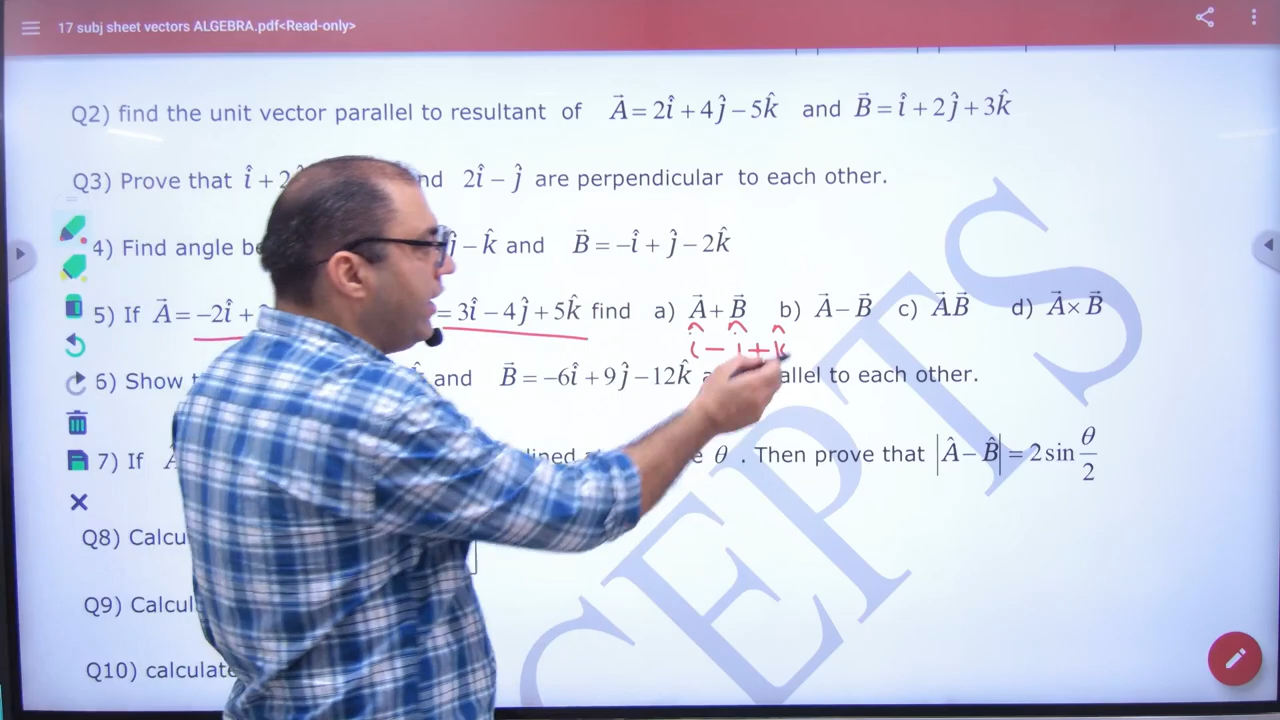 17 subj sheet vectors ALGEBRA.pdf<Read-only>
Q2) find the unit vector parallel to resultant of A⃗ = 2î + 4ĵ − 5k̂ and B⃗ = î + 2ĵ + 3k̂
Q3) Prove that î + 2 nd 2î − ĵ are perpendicular to each other.
4) Find angle be ĵ − k̂ and B⃗ = −î + ĵ − 2k̂
5) If A⃗ = −2î + = 3î − 4ĵ + 5k̂ find a) A⃗ + B⃗ b) A⃗ − B⃗ c) A⃗.B⃗ d) A⃗ × B⃗
î − ĵ + k̂
6) Show and B⃗ = −6î + 9ĵ − 12k̂ allel to each other.
7) If lined θ . Then prove that |Â − B̂| = 2 sin θ/2
Q8) Calcu
Q9) Calcul
Q10) calculate
CEPTS